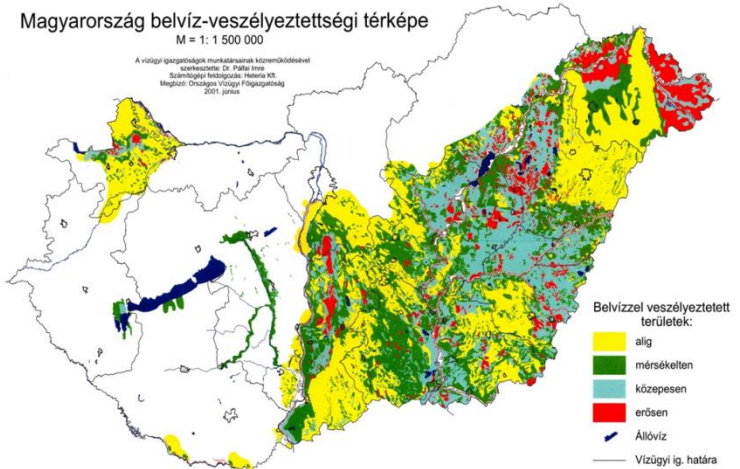 Magyarország belvíz-veszélyeztettségi térképe
M = 1: 1 500 000
A vízügyi igazgatóságok munkatársainak közreműködésével
szerkesztette: Dr. Pálfai Imre
Számítógépi feldolgozás: Heteria Kft.
Megbízó: Országos Vízügyi Főigazgatóság
2001. június
Belvízzel veszélyeztetett
területek:
alig
mérsékelten
közepesen
erősen
Állóvíz
Vízügyi ig. határa